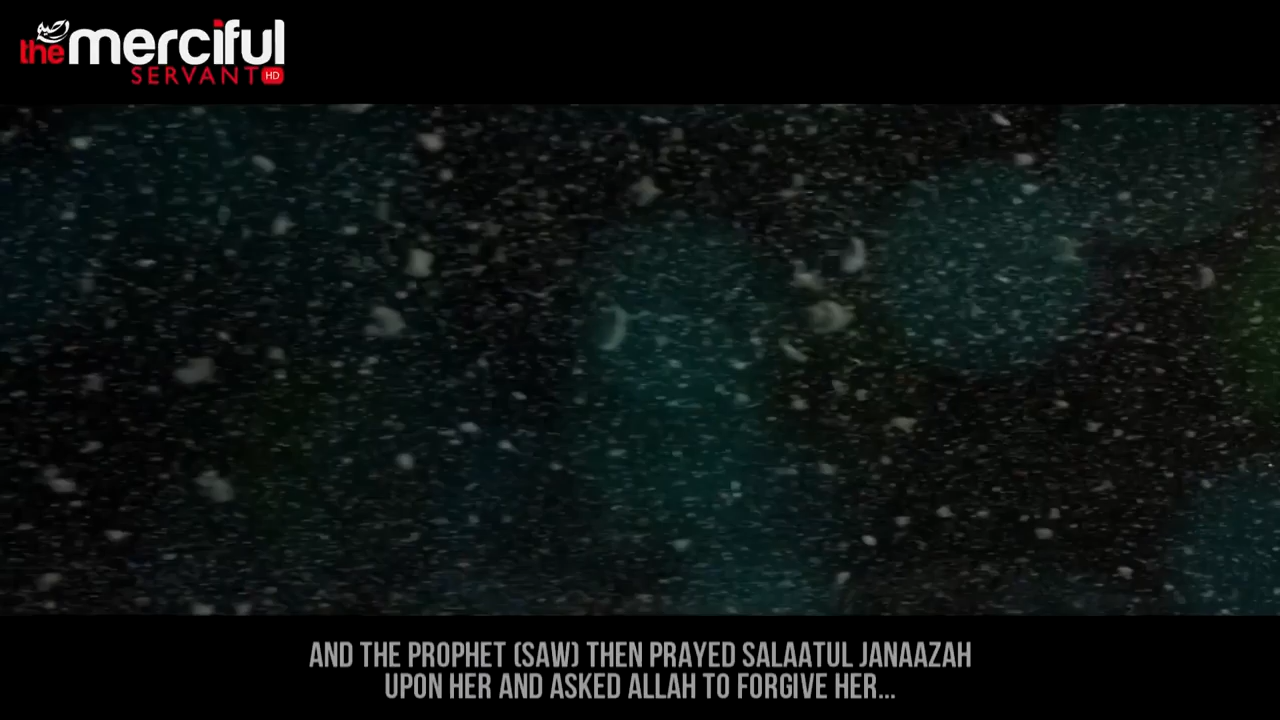 the merciful
SERVANT HD
AND THE PROPHET (SAW) THEN PRAYED SALAATUL JANAAZAH
UPON HER AND ASKED ALLAH TO FORGIVE HER...